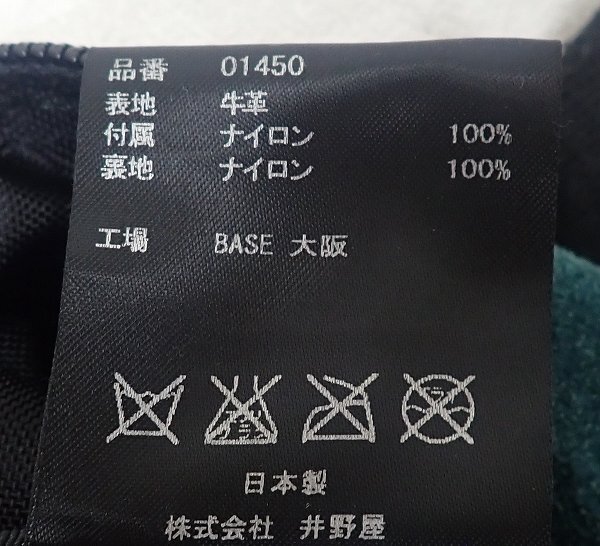 品番 01450
表地 牛革
付属 ナイロン 100%
裏地 ナイロン 100%
工場 BASE 大阪
日本製
株式会社 井野屋